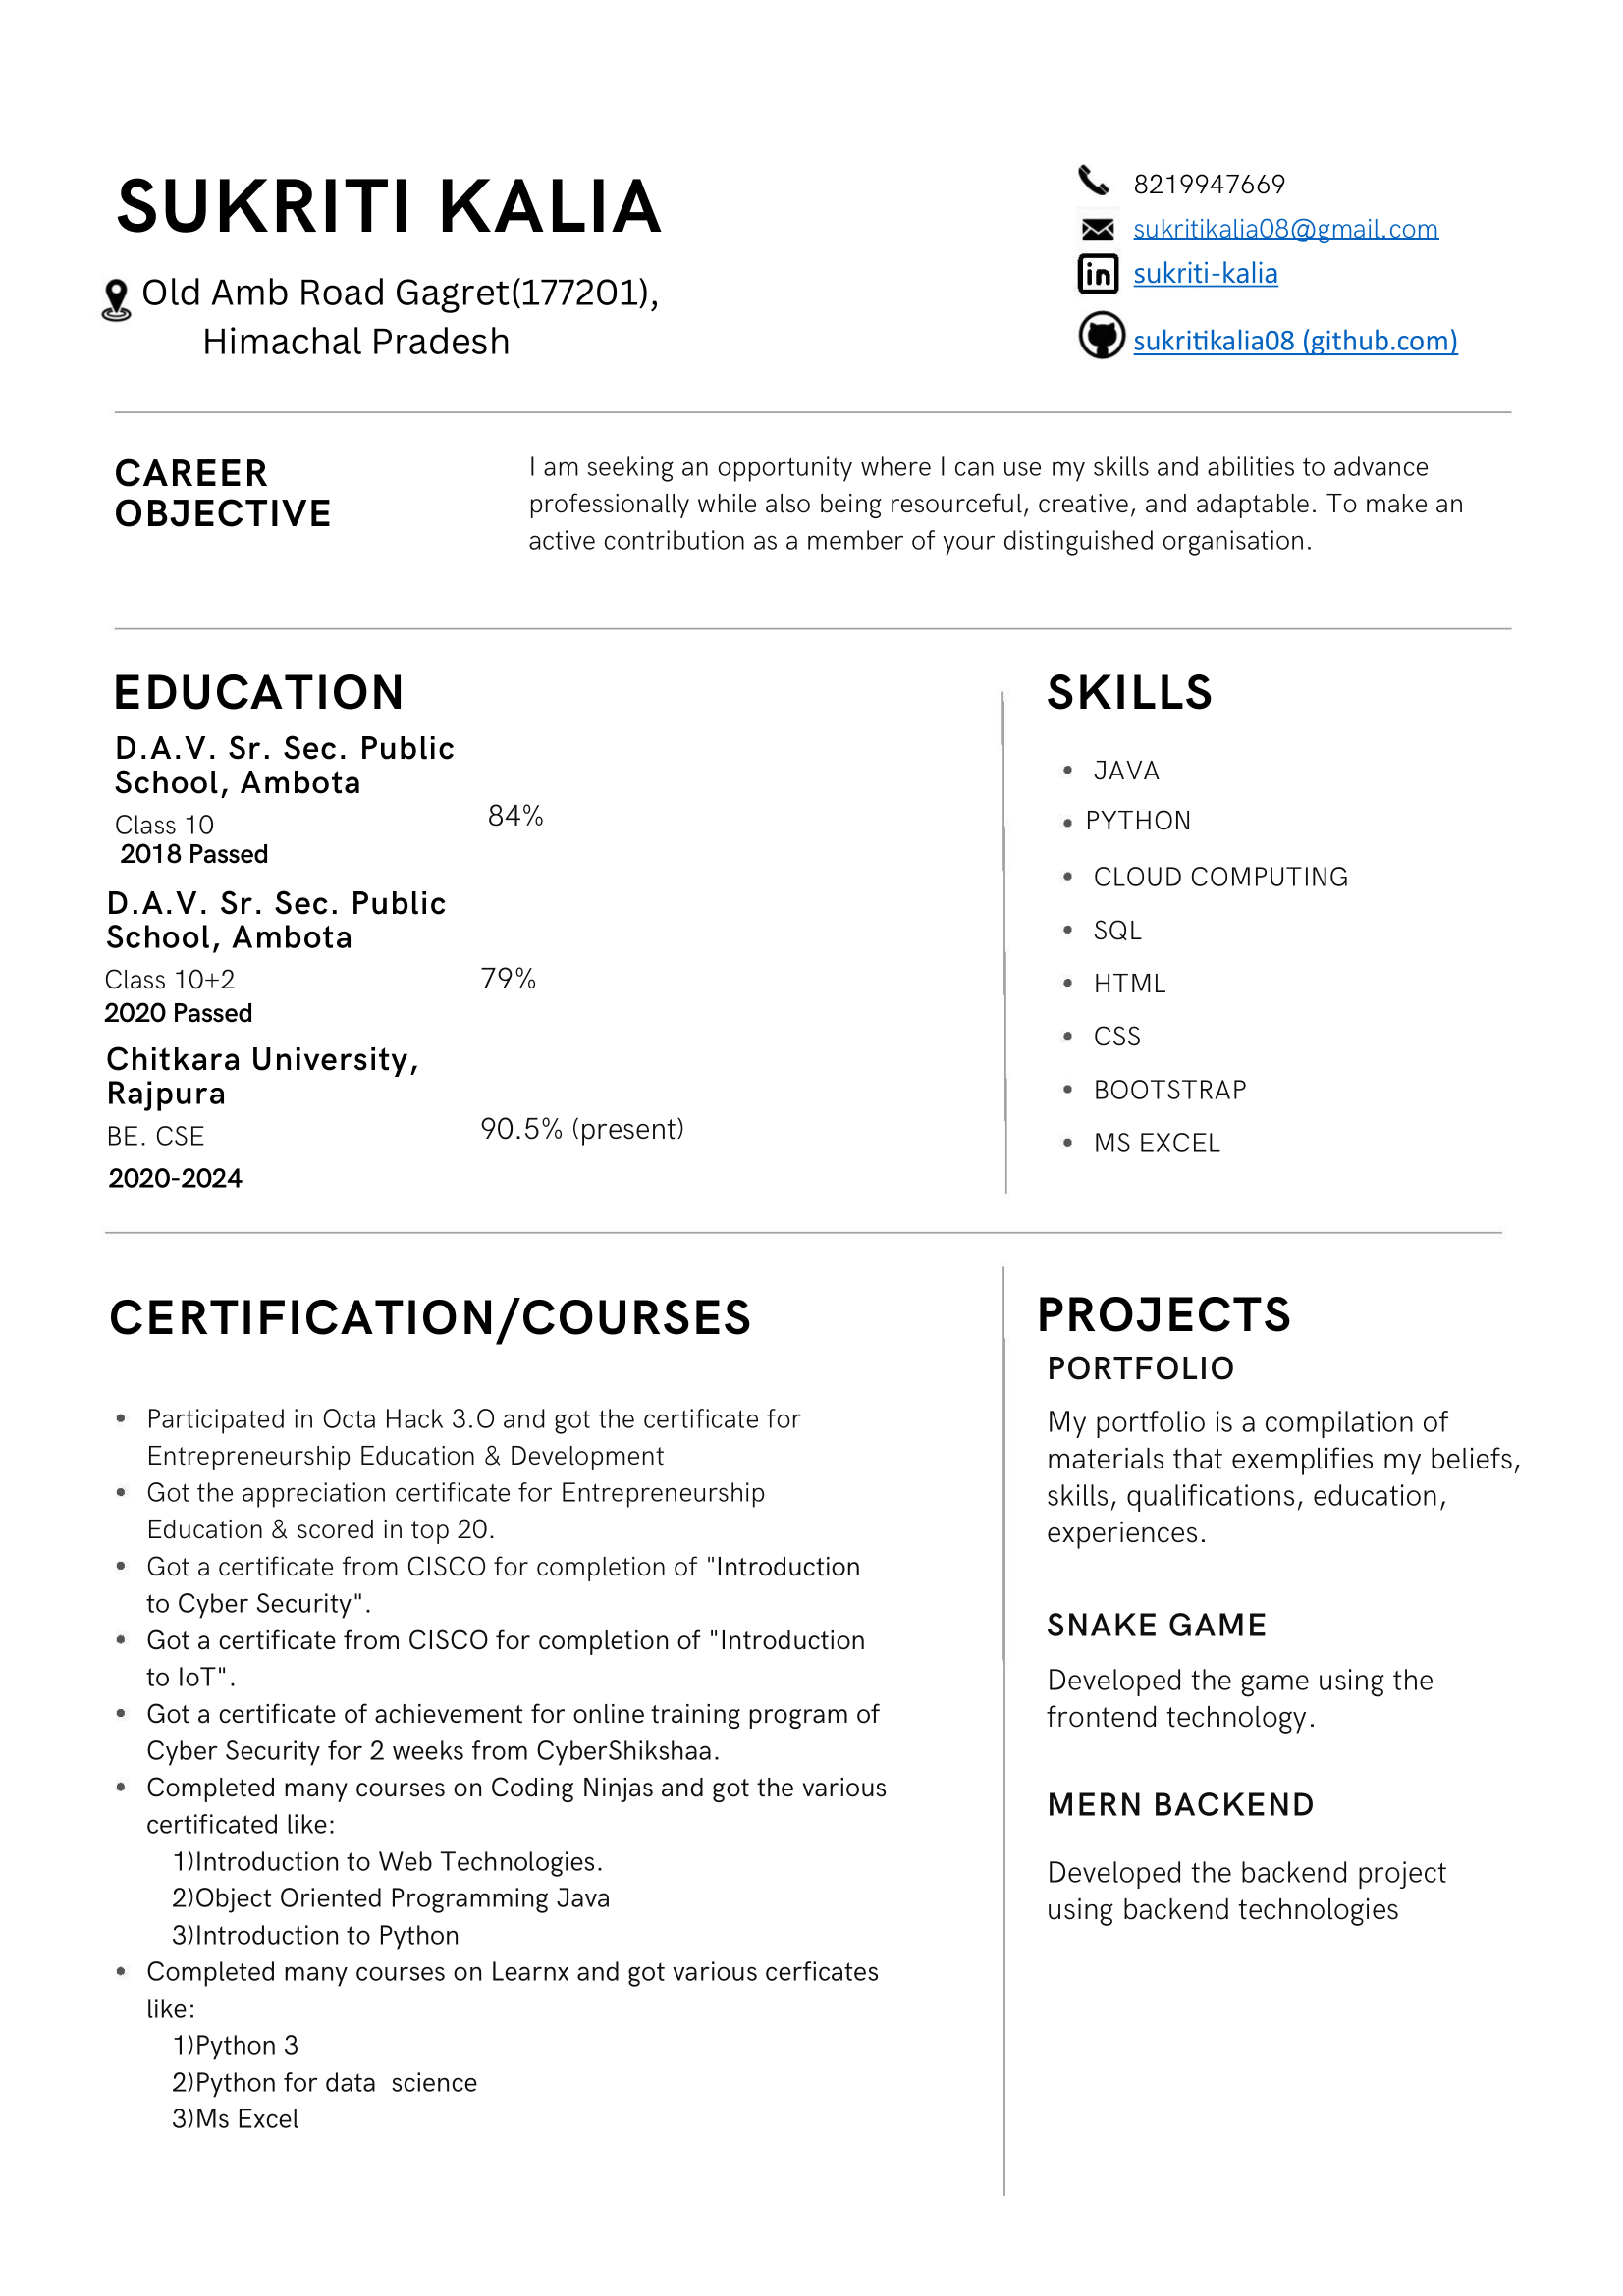 SUKRITI KALIA
Old Amb Road Gagret(177201),
Himachal Pradesh
8219947669
sukritikalia08@gmail.com
sukriti-kalia
sukritikalia08 (github.com)
CAREER
OBJECTIVE
I am seeking an opportunity where I can use my skills and abilities to advance
professionally while also being resourceful, creative, and adaptable. To make an
active contribution as a member of your distinguished organisation.
EDUCATION
D.A.V. Sr. Sec. Public
School, Ambota
Class 10
84%
2018 Passed
D.A.V. Sr. Sec. Public
School, Ambota
Class 10+2
79%
2020 Passed
Chitkara University,
Rajpura
BE. CSE
90.5% (present)
2020-2024
SKILLS
• JAVA
• PYTHON
• CLOUD COMPUTING
• SQL
• HTML
• CSS
• BOOTSTRAP
• MS EXCEL
CERTIFICATION/COURSES
• Participated in Octa Hack 3.O and got the certificate for
Entrepreneurship Education & Development
• Got the appreciation certificate for Entrepreneurship
Education & scored in top 20.
• Got a certificate from CISCO for completion of "Introduction
to Cyber Security".
• Got a certificate from CISCO for completion of "Introduction
to IoT".
• Got a certificate of achievement for online training program of
Cyber Security for 2 weeks from CyberShikshaa.
• Completed many courses on Coding Ninjas and got the various
certificated like:
1)Introduction to Web Technologies.
2)Object Oriented Programming Java
3)Introduction to Python
• Completed many courses on Learnx and got various cerficates
like:
1)Python 3
2)Python for data  science
3)Ms Excel
PROJECTS
PORTFOLIO
My portfolio is a compilation of
materials that exemplifies my beliefs,
skills, qualifications, education,
experiences.
SNAKE GAME
Developed the game using the
frontend technology.
MERN BACKEND
Developed the backend project
using backend technologies